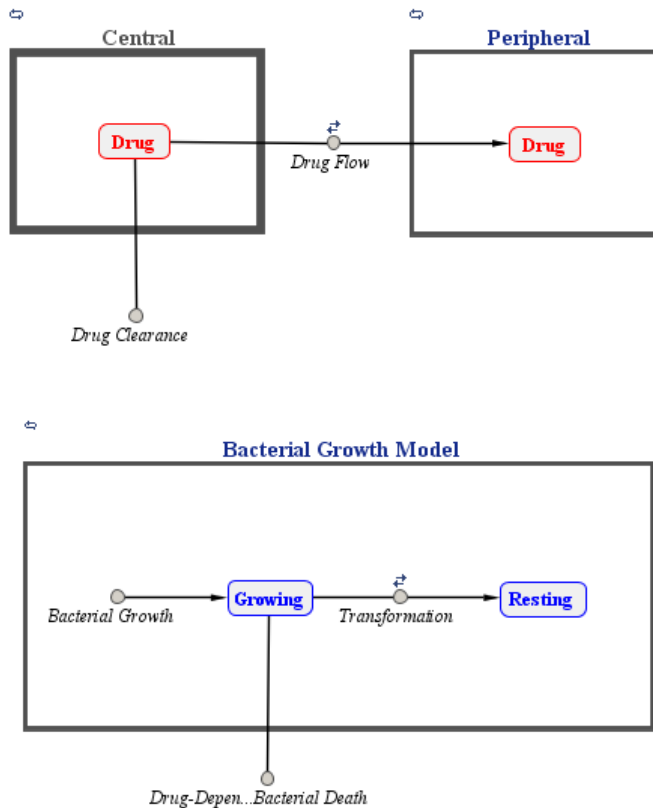 Central
Peripheral
Drug
Drug
Drug Flow
Drug Clearance
Bacterial Growth Model
Growing
Resting
Bacterial Growth
Transformation
Drug-Depen...Bacterial Death